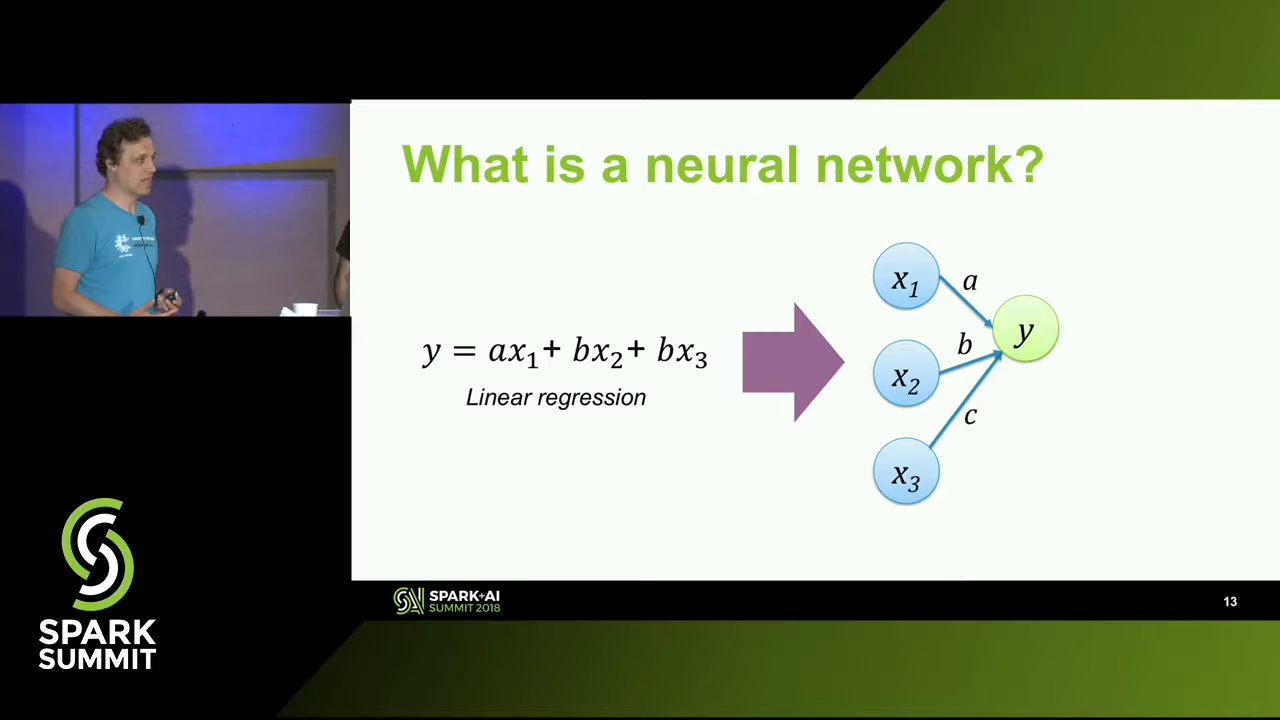 What is a neural network?
y = ax₁+ bx₂+ bx₃
Linear regression
x₁
a
x₂
b
y
c
x₃
SPARK+AI
SUMMIT 2018
13
SPARK
SUMMIT